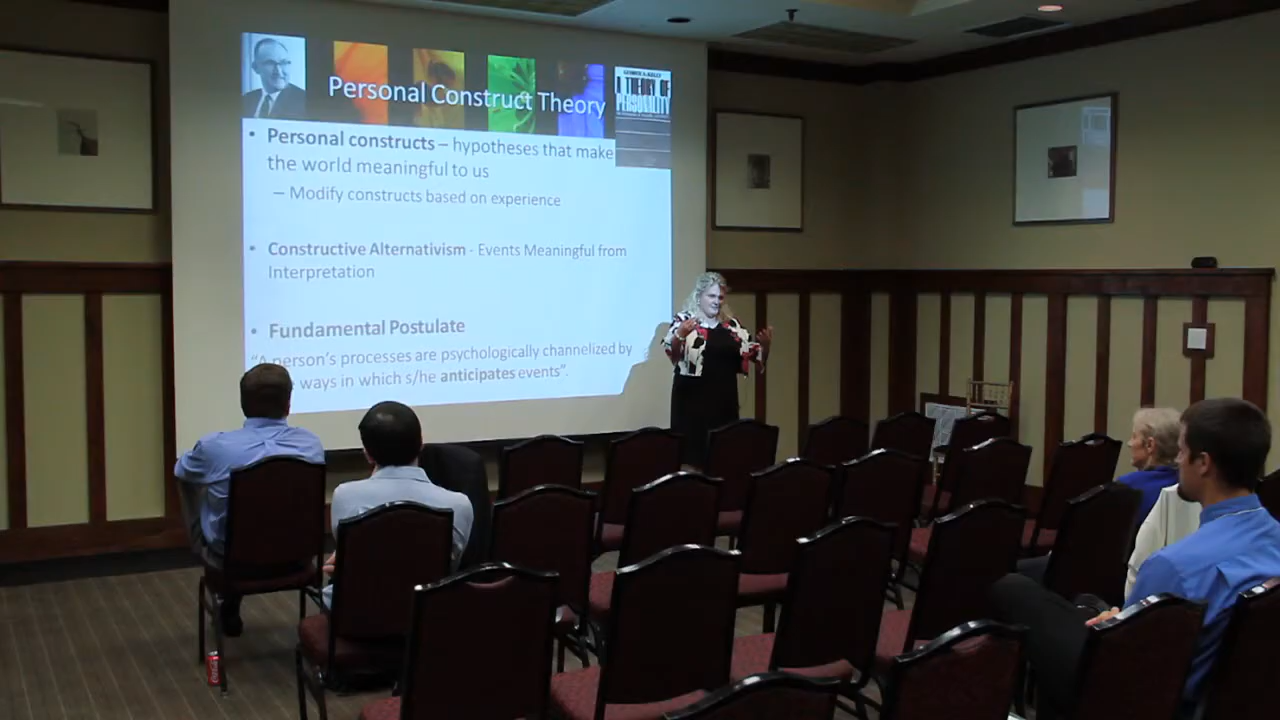 Personal Construct Theory
GEORGE A. KELLY
A THEORY OF
PERSONALITY
• Personal constructs – hypotheses that make
the world meaningful to us
– Modify constructs based on experience
• Constructive Alternativism - Events Meaningful from
Interpretation
• Fundamental Postulate
“A person’s processes are psychologically channelized by
ways in which s/he anticipates events”.